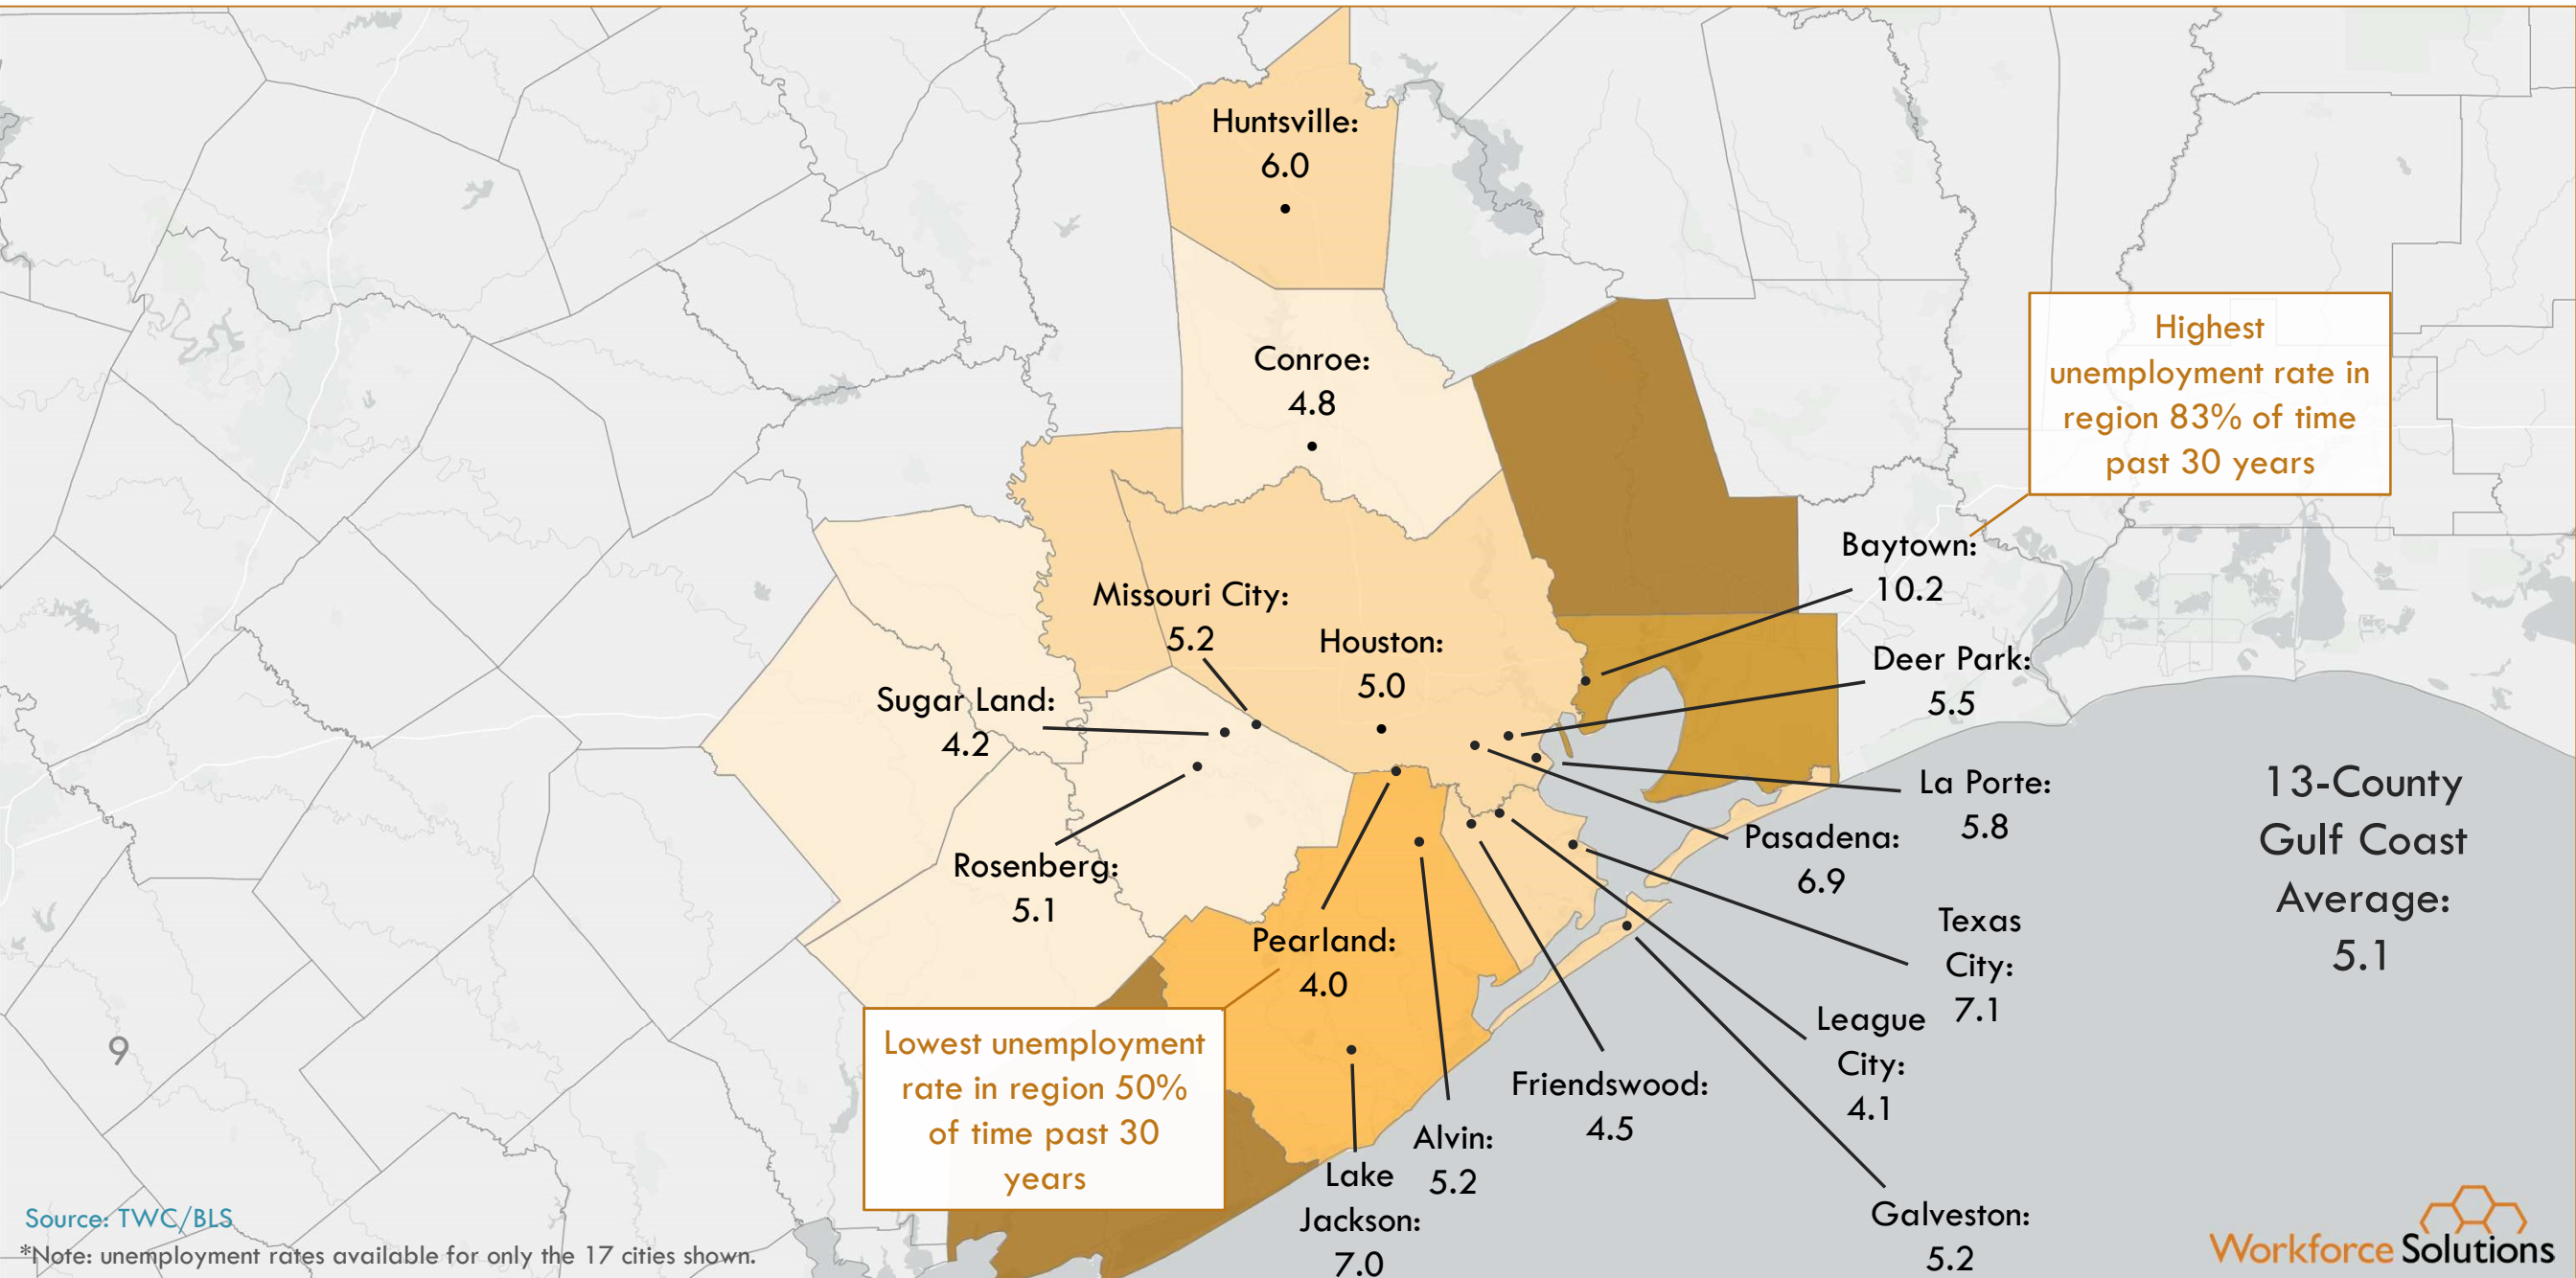 Huntsville:
6.0
Conroe:
4.8
Highest
unemployment rate in
region 83% of time
past 30 years
Baytown:
10.2
Missouri City:
5.2
Houston:
5.0
Deer Park:
5.5
Sugar Land:
4.2
La Porte:
5.8
13-County
Gulf Coast
Average:
5.1
Pasadena:
6.9
Rosenberg:
5.1
Texas
City:
7.1
Pearland:
4.0
League
City:
4.1
Lowest unemployment
rate in region 50%
of time past 30
years
Friendswood:
4.5
Alvin:
5.2
Lake
Jackson:
7.0
Galveston:
5.2
9
Source: TWC/BLS
*Note: unemployment rates available for only the 17 cities shown.
Workforce Solutions